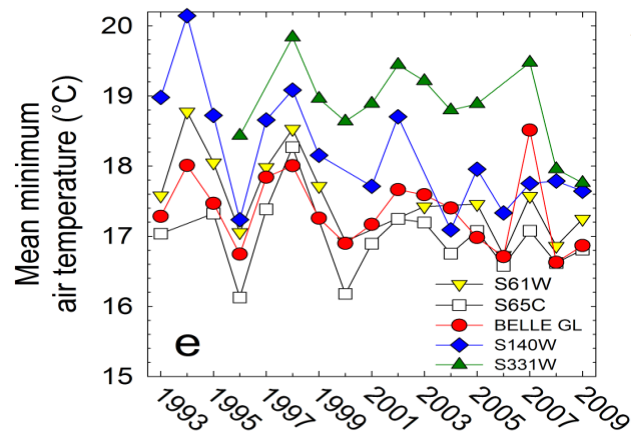 Mean minimum
air temperature (°C)
20
19
18
17
16
15
e
S61W
S65C
BELLE GL
S140W
S331W
1993
1995
1997
1999
2001
2003
2005
2007
2009